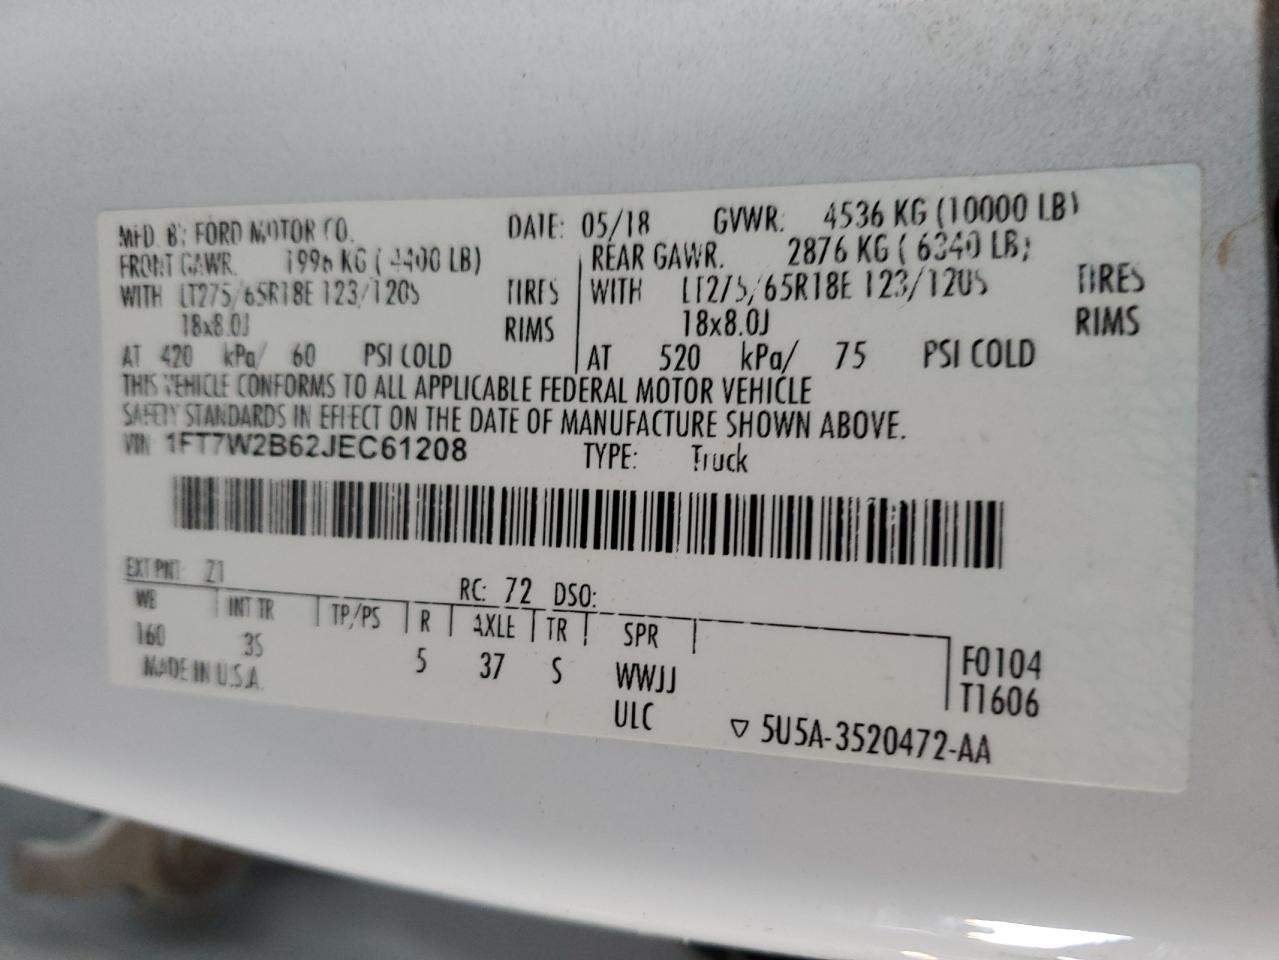 MFD. BY FORD MOTOR CO. DATE: 05/18 GVWR: 4536 KG (10000 LB)
FRONT GAWR: 1996 KG ( 4400 LB) REAR GAWR: 2876 KG ( 6340 LB)
WITH LT275/65R18E 123/120S TIRES WITH LT275/65R18E 123/120S TIRES
18x8.0J RIMS 18x8.0J RIMS
AT 420 kPa/ 60 PSI COLD AT 520 kPa/ 75 PSI COLD
THIS VEHICLE CONFORMS TO ALL APPLICABLE FEDERAL MOTOR VEHICLE
SAFETY STANDARDS IN EFFECT ON THE DATE OF MANUFACTURE SHOWN ABOVE.
VIN 1FT7W2B62JEC61208 TYPE: Truck
EXT PNT: Z1 RC: 72 DSO:
WB INT TR TP/PS R AXLE TR SPR
160 3S 5 37 S WWJJ F0104
MADE IN U.S.A. ULC T1606
▽ 5U5A-3520472-AA